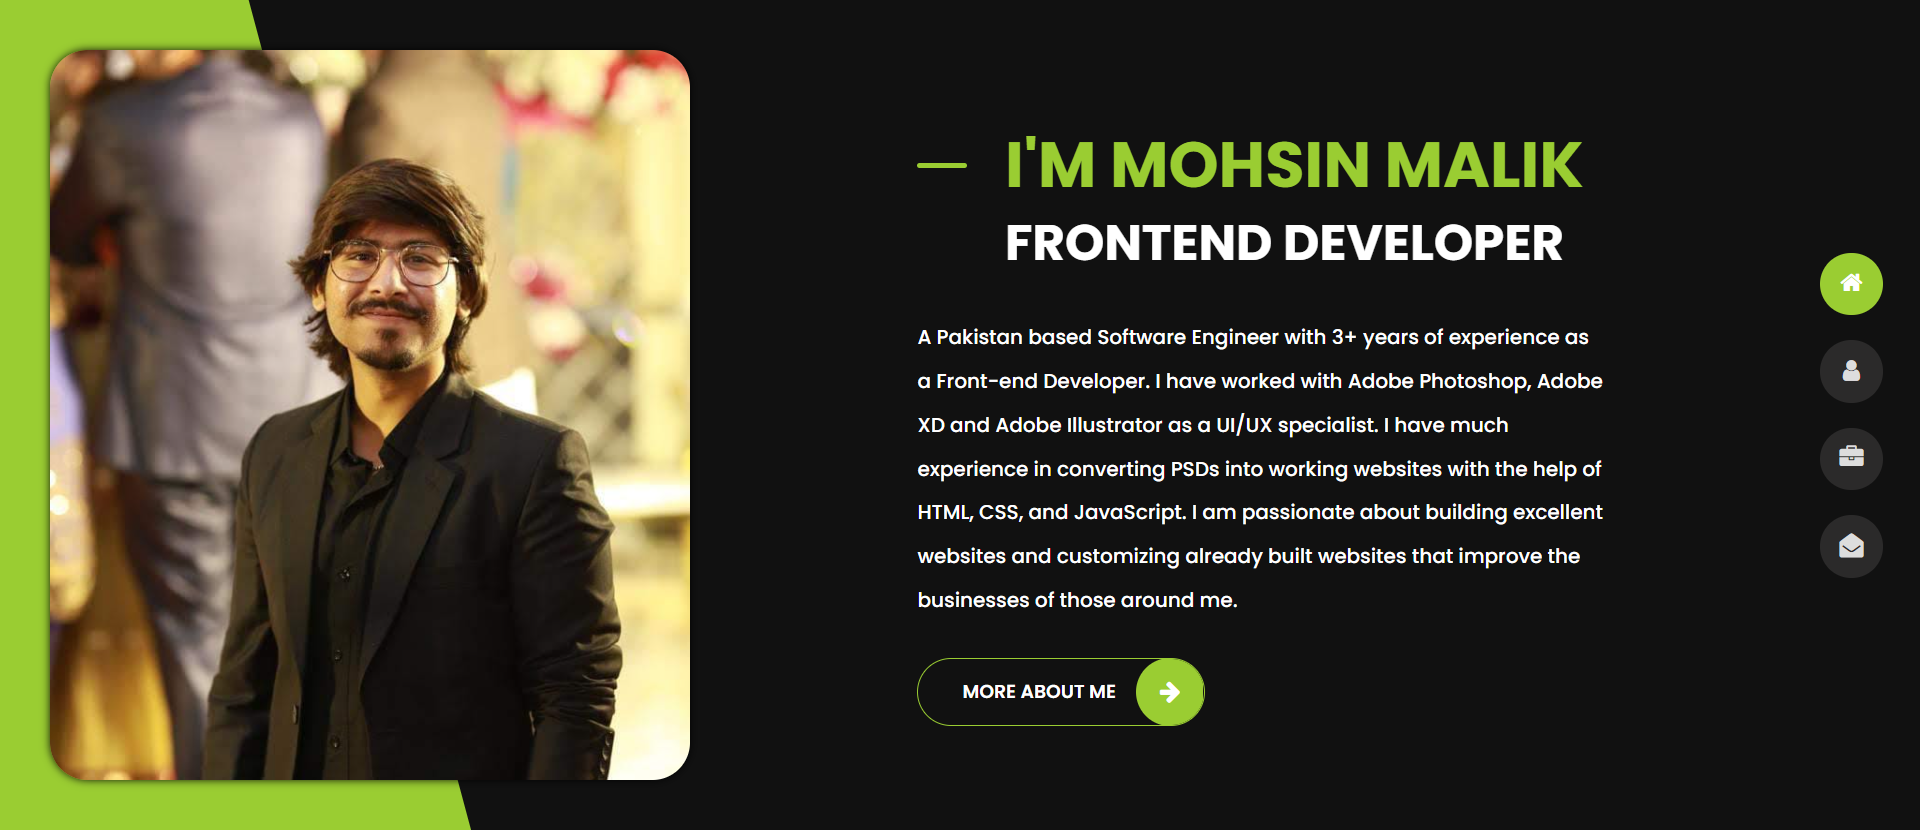 I'M MOHSIN MALIK
FRONTEND DEVELOPER
A Pakistan based Software Engineer with 3+ years of experience as
a Front-end Developer. I have worked with Adobe Photoshop, Adobe
XD and Adobe Illustrator as a UI/UX specialist. I have much
experience in converting PSDs into working websites with the help of
HTML, CSS, and JavaScript. I am passionate about building excellent
websites and customizing already built websites that improve the
businesses of those around me.
MORE ABOUT ME